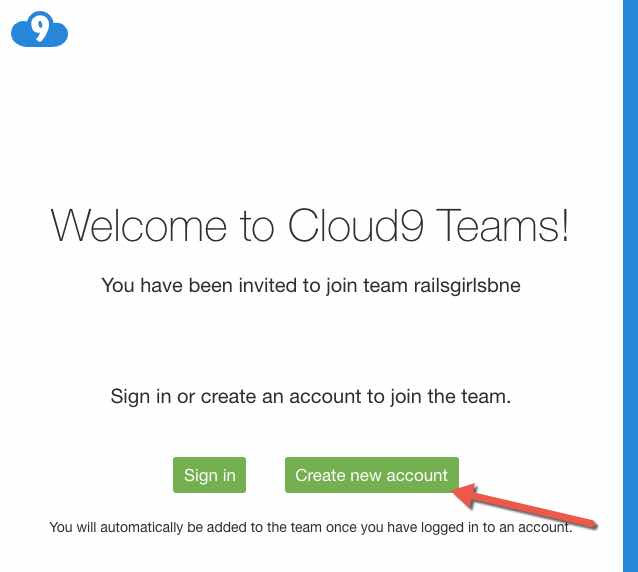 9
Welcome to Cloud9 Teams!
You have been invited to join team railsgirlsbne
Sign in or create an account to join the team.
Sign in
Create new account
You will automatically be added to the team once you have logged in to an account.